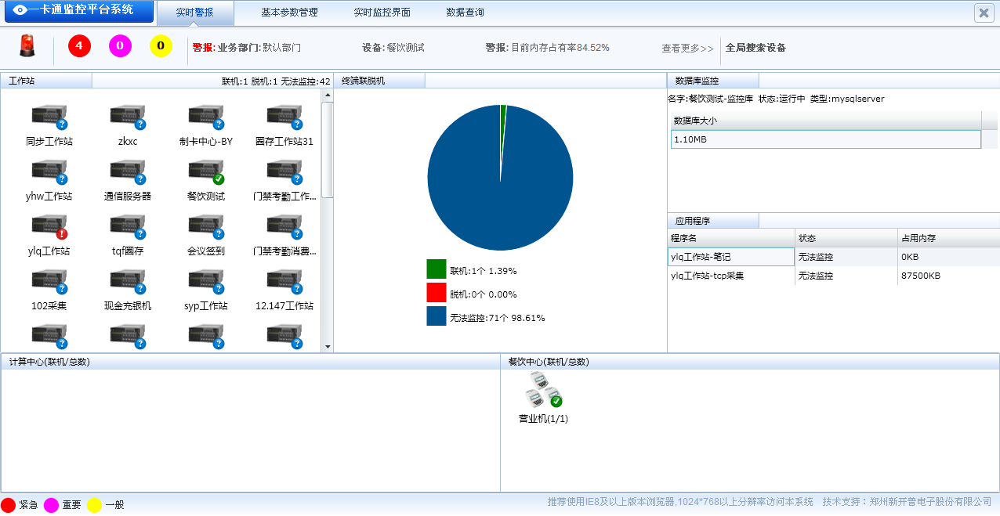 一卡通监控平台系统 实时警报 基本参数管理 实时监控界面 数据查询
4 0 0 警报:业务部门:默认部门 设备:餐饮测试 警报:目前内存占有率84.52% 查看更多>> 全局搜索设备
工作站 联机:1 脱机:1 无法监控:42
同步工作站 zkxc 制卡中心-BY 圈存工作站31
yhw工作站 通信服务器 餐饮测试 门禁考勤工作...
ylq工作站 tqf圈存 会议签到 门禁考勤消费...
102采集 现金充银机 syp工作站 12.147工作站
终端联脱机
联机:1个 1.39%
脱机:0个 0.00%
无法监控:71个 98.61%
数据库监控
名字:餐饮测试-监控库 状态:运行中 类型:mysqlserver
数据库大小
1.10MB
应用程序
程序名 状态 占用内存
ylq工作站-笔记 无法监控 0KB
ylq工作站-tcp采集 无法监控 87500KB
计算中心(联机/总数)
餐饮中心(联机/总数)
营业机(1/1)
紧急 重要 一般
推荐使用IE8及以上版本浏览器,1024*768以上分辨率访问本系统 技术支持：郑州新开普电子股份有限公司